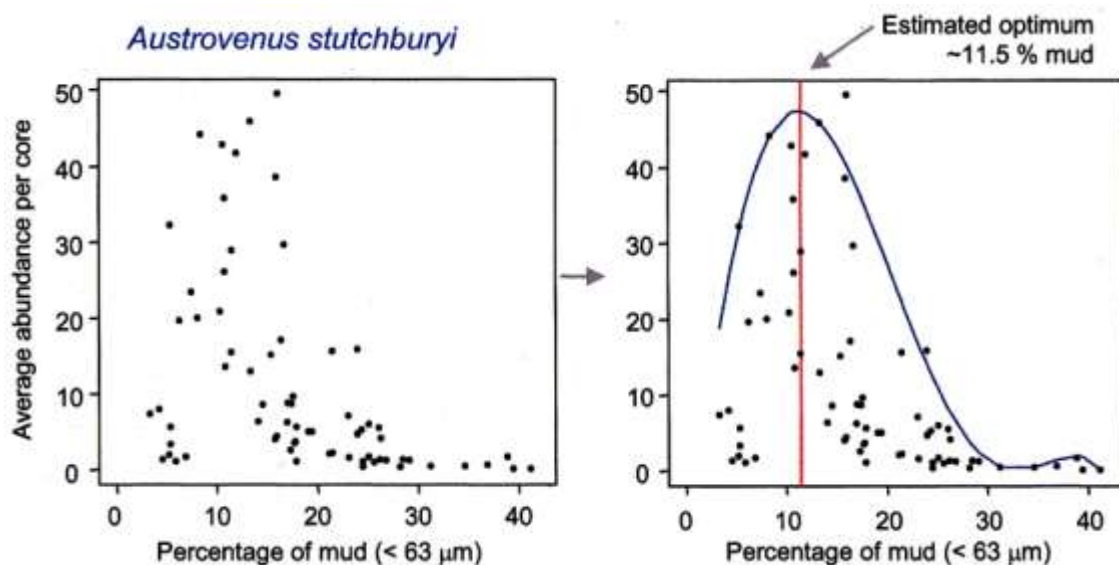 Austrovenus stutchburyi
Estimated optimum
~11.5 % mud
Average abundance per core
50
40
30
20
10
0
0 10 20 30 40
Percentage of mud (< 63 µm)
50
40
30
20
10
0
0 10 20 30 40
Percentage of mud (< 63 µm)